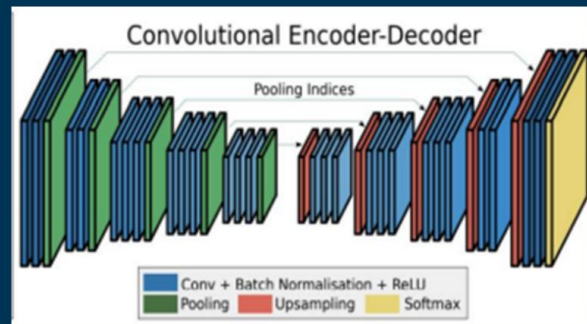 Convolutional Encoder-Decoder
Pooling Indices
Conv + Batch Normalisation + ReLU
Pooling Upsampling Softmax